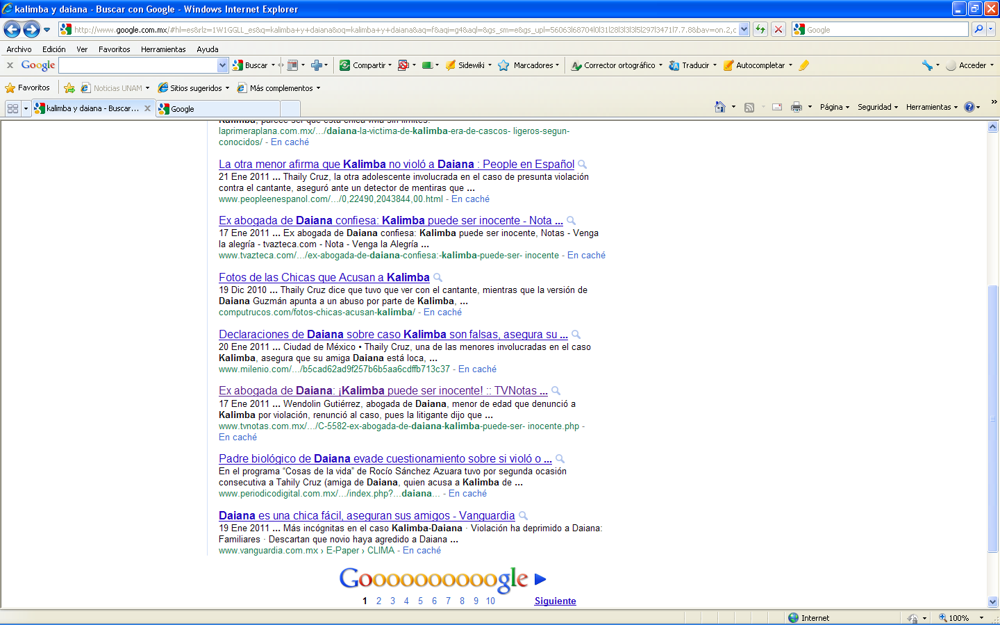 kalimba y daiana - Buscar con Google - Windows Internet Explorer
http://www.google.com.mx/#hl=es&rlz=1W1GGLL_es&q=kalimba+y+daiana&oq=kalimba+y+daiana&aq=f&aqi=g4&aql=&gs_sm=e&gs_upl=56063l68704l0l31l28l3l3l3l5l297l3471l7.7.8&bav=on.2,c
Google
Archivo Edición Ver Favoritos Herramientas Ayuda
x Google Buscar Compartir Sidewiki Marcadores Corrector ortográfico Traducir Autocompletar Acceder
Favoritos Noticias UNAM Sitios sugeridos Más complementos
kalimba y daiana - Buscar... Google Página Seguridad Herramientas »
Kalimba, parece ser que esta chica vivía sin límites.
laprimeraplana.com.mx/.../daiana-la-victima-de-kalimba-era-de-cascos- ligeros-segun-
conocidos/ - En caché
La otra menor afirma que Kalimba no violó a Daiana : People en Español
21 Ene 2011 ... Thaily Cruz, la otra adolescente involucrada en el caso de presunta violación
contra el cantante, aseguró ante un detector de mentiras que ...
www.peopleenespanol.com/.../0,22490,2043844,00.html - En caché
Ex abogada de Daiana confiesa: Kalimba puede ser inocente - Nota ...
17 Ene 2011 ... Ex abogada de Daiana confiesa: Kalimba puede ser inocente, Notas - Venga
la alegría - tvazteca.com - Nota - Venga la Alegría ...
www.tvazteca.com/.../ex-abogada-de-daiana-confiesa:-kalimba-puede-ser- inocente - En caché
Fotos de las Chicas que Acusan a Kalimba
19 Dic 2010 ... Thaily Cruz dice que tuvo que ver con el cantante, mientras que la versión de
Daiana Guzmán apunta a un abuso por parte de Kalimba, ...
computrucos.com/fotos-chicas-acusan-kalimba/ - En caché
Declaraciones de Daiana sobre caso Kalimba son falsas, asegura su ...
20 Ene 2011 ... Ciudad de México • Thaily Cruz, una de las menores involucradas en el caso
Kalimba, asegura que su amiga Daiana está loca, ...
www.milenio.com/.../b5cad62ad9f257b6b5aa6cdffb713c37 - En caché
Ex abogada de Daiana: ¡Kalimba puede ser inocente! :: TVNotas ...
17 Ene 2011 ... Wendolin Gutiérrez, abogada de Daiana, menor de edad que denunció a
Kalimba por violación, renunció al caso, pues la litigante dijo que ...
www.tvnotas.com.mx/.../C-5582-ex-abogada-de-daiana-kalimba-puede-ser- inocente.php -
En caché
Padre biológico de Daiana evade cuestionamiento sobre si violó o ...
En el programa “Cosas de la vida” de Rocío Sánchez Azuara tuvo por segunda ocasión
consecutiva a Tahily Cruz (amiga de Daiana, quien acusa a Kalimba de ...
www.periodicodigital.com.mx/.../index.php?...daiana... - En caché
Daiana es una chica fácil, aseguran sus amigos - Vanguardia
19 Ene 2011 ... Más incógnitas en el caso Kalimba-Daiana · Violación ha deprimido a Daiana:
Familiares · Descartan que novio haya agredido a Daiana ...
www.vanguardia.com.mx › E-Paper › CLIMA - En caché
Goooooooooogle
1 2 3 4 5 6 7 8 9 10 Siguiente
Internet 100%